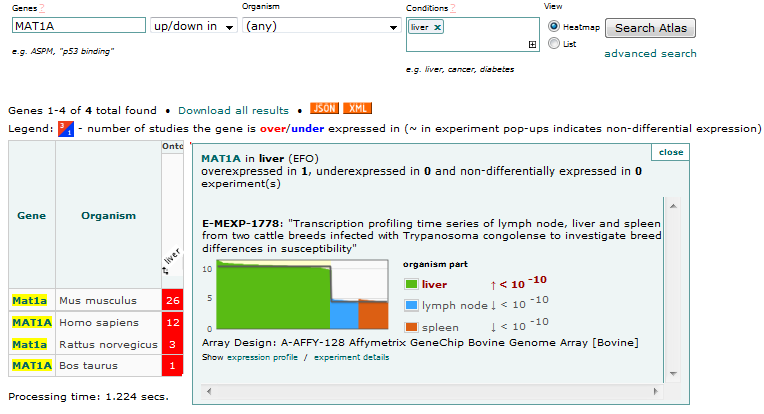 Genes ? Organism Conditions ? View
MAT1A up/down in (any) liver x Heatmap Search Atlas
List advanced search
e.g. ASPM, "p53 binding"
e.g. liver, cancer, diabetes
Genes 1-4 of 4 total found • Download all results • JSON XML
Legend: 3 1 - number of studies the gene is over/under expressed in (~ in experiment pop-ups indicates non-differential expression)
Gene Organism Onto
liver
Mat1a Mus musculus 26
MAT1A Homo sapiens 12
Mat1a Rattus norvegicus 3
MAT1A Bos taurus 1
Processing time: 1.224 secs.
close
MAT1A in liver (EFO)
overexpressed in 1, underexpressed in 0 and non-differentially expressed in 0
experiment(s)
E-MEXP-1778: "Transcription profiling time series of lymph node, liver and spleen
from two cattle breeds infected with Trypanosoma congolense to investigate breed
differences in susceptibility"
10
5
0
organism part
liver ↑ < 10 -10
lymph node ↓ < 10 -10
spleen ↓ < 10 -10
Array Design: A-AFFY-128 Affymetrix GeneChip Bovine Genome Array [Bovine]
Show expression profile / experiment details